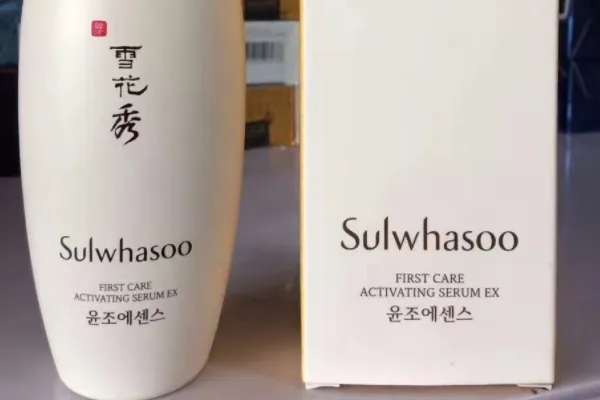 雪花秀
Sulwhasoo
FIRST CARE
ACTIVATING SERUM EX
윤조에센스
Sulwhasoo
FIRST CARE
ACTIVATING SERUM EX
윤조에센스